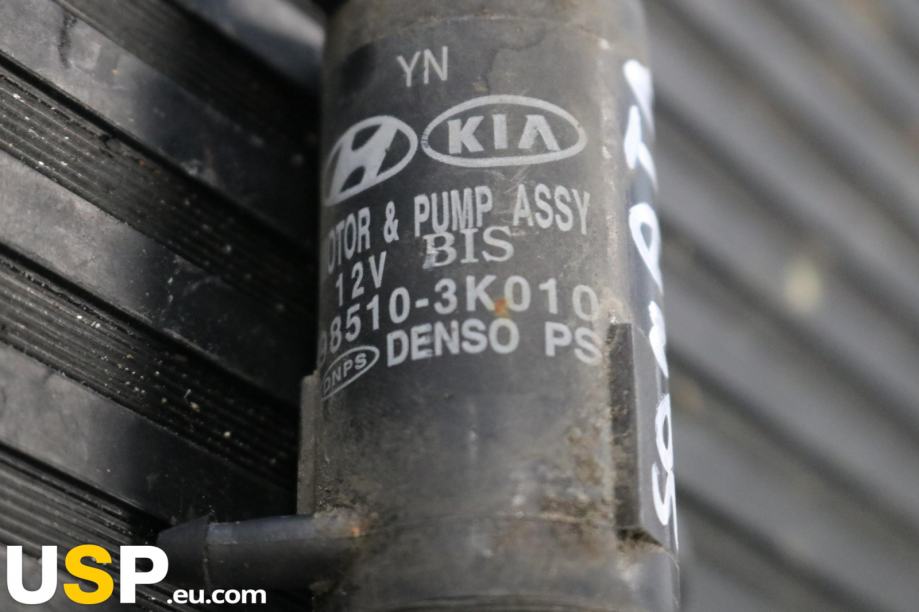 YN
KIA
OTOR & PUMP ASSY
12V BIS
98510-3K010
DNPS DENSO PS
SONATA
USP.eu.com